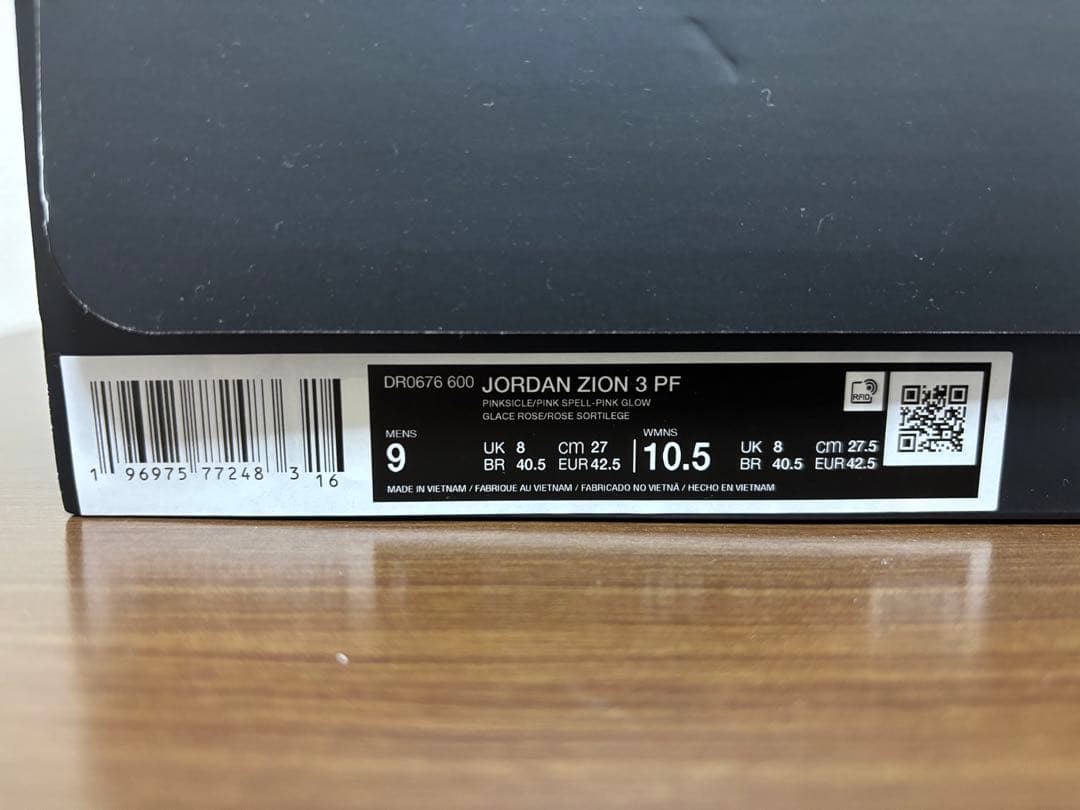 DR0676 600 JORDAN ZION 3 PF
PINKSICLE/PINK SPELL-PINK GLOW
GLACE ROSE/ROSE SORTILEGE
MENS
9
UK 8 cm 27
BR 40.5 EUR 42.5
WMNS
10.5
UK 8 cm 27.5
BR 40.5 EUR 42.5
MADE IN VIETNAM / FABRIQUE AU VIETNAM / FABRICADO NO VIETNÃ / HECHO EN VIETNAM
RFID
1 96975 77248 3 16